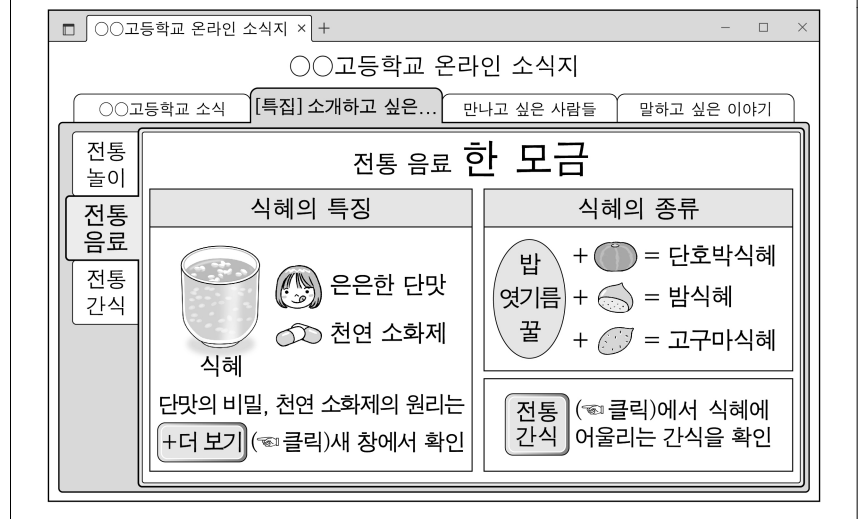 ○○고등학교 온라인 소식지 × +
○○고등학교 온라인 소식지
○○고등학교 소식
[특집] 소개하고 싶은...
만나고 싶은 사람들
말하고 싶은 이야기
전통
놀이
전통
음료
전통
간식
전통 음료 한 모금
식혜의 특징
은은한 단맛
천연 소화제
식혜
단맛의 비밀, 천연 소화제의 원리는
+더 보기 (☜ 클릭)새 창에서 확인
식혜의 종류
밥
엿기름
꿀
+ = 단호박식혜
+ = 밤식혜
+ = 고구마식혜
전통
간식
(☜ 클릭)에서 식혜에
어울리는 간식을 확인